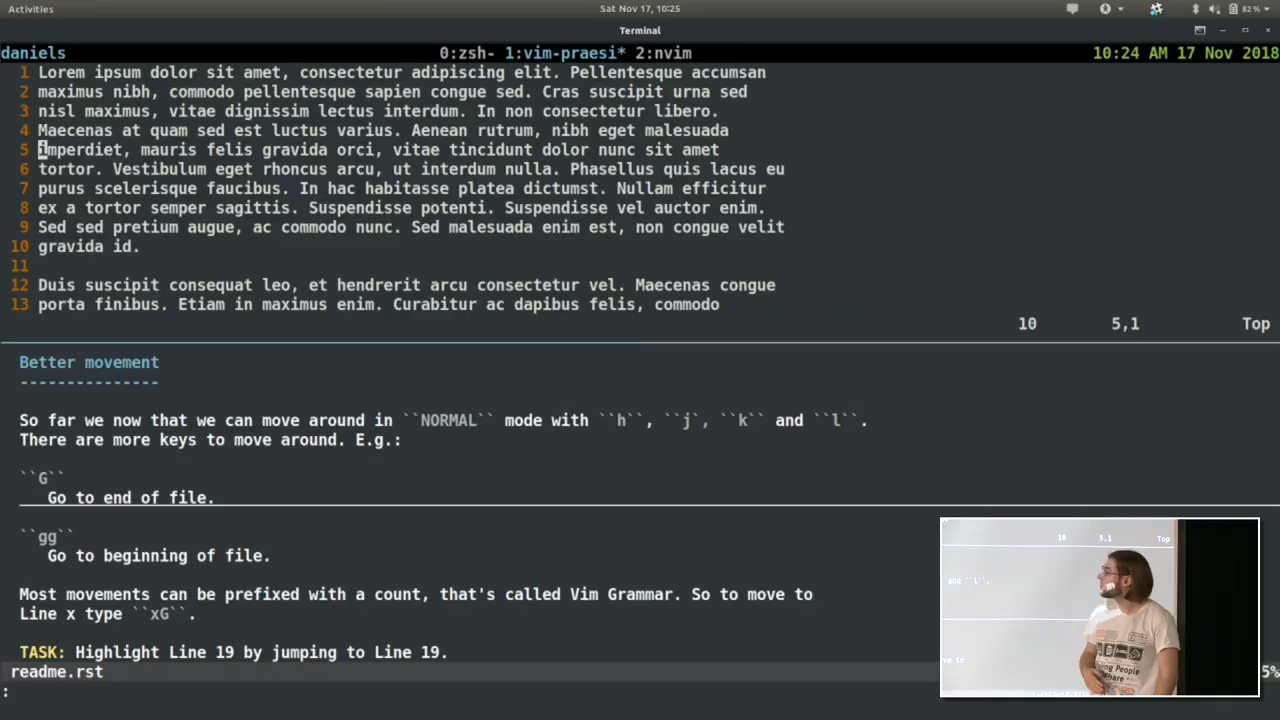 Activities
Sat Nov 17, 10:25
82 %
Terminal
daniels 0:zsh- 1:vim-praesi* 2:nvim 10:24 AM 17 Nov 2018
1 Lorem ipsum dolor sit amet, consectetur adipiscing elit. Pellentesque accumsan
2 maximus nibh, commodo pellentesque sapien congue sed. Cras suscipit urna sed
3 nisl maximus, vitae dignissim lectus interdum. In non consectetur libero.
4 Maecenas at quam sed est luctus varius. Aenean rutrum, nibh eget malesuada
5 imperdiet, mauris felis gravida orci, vitae tincidunt dolor nunc sit amet
6 tortor. Vestibulum eget rhoncus arcu, ut interdum nulla. Phasellus quis lacus eu
7 purus scelerisque faucibus. In hac habitasse platea dictumst. Nullam efficitur
8 ex a tortor semper sagittis. Suspendisse potenti. Suspendisse vel auctor enim.
9 Sed sed pretium augue, ac commodo nunc. Sed malesuada enim est, non congue velit
10 gravida id.
11
12 Duis suscipit consequat leo, et hendrerit arcu consectetur vel. Maecenas congue
13 porta finibus. Etiam in maximus enim. Curabitur ac dapibus felis, commodo
10 5,1 Top
Better movement
---------------
So far we now that we can move around in ``NORMAL`` mode with ``h``, ``j`, ``k`` and ``l``.
There are more keys to move around. E.g.:
``G``
Go to end of file.
``gg``
Go to beginning of file.
Most movements can be prefixed with a count, that's called Vim Grammar. So to move to
Line x type ``xG``.
TASK: Highlight Line 19 by jumping to Line 19.
readme.rst
5%
:
10 5,1 Top
and ``l``.
ve to
ing People
hare